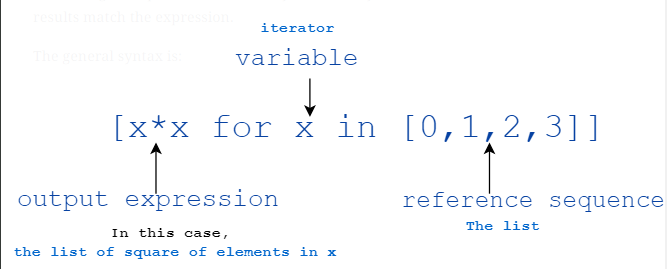 results match the expression.
iterator
The general syntax is:
variable
[x*x for x in [0,1,2,3]]
output expression
reference sequence
In this case,
The list
the list of square of elements in x